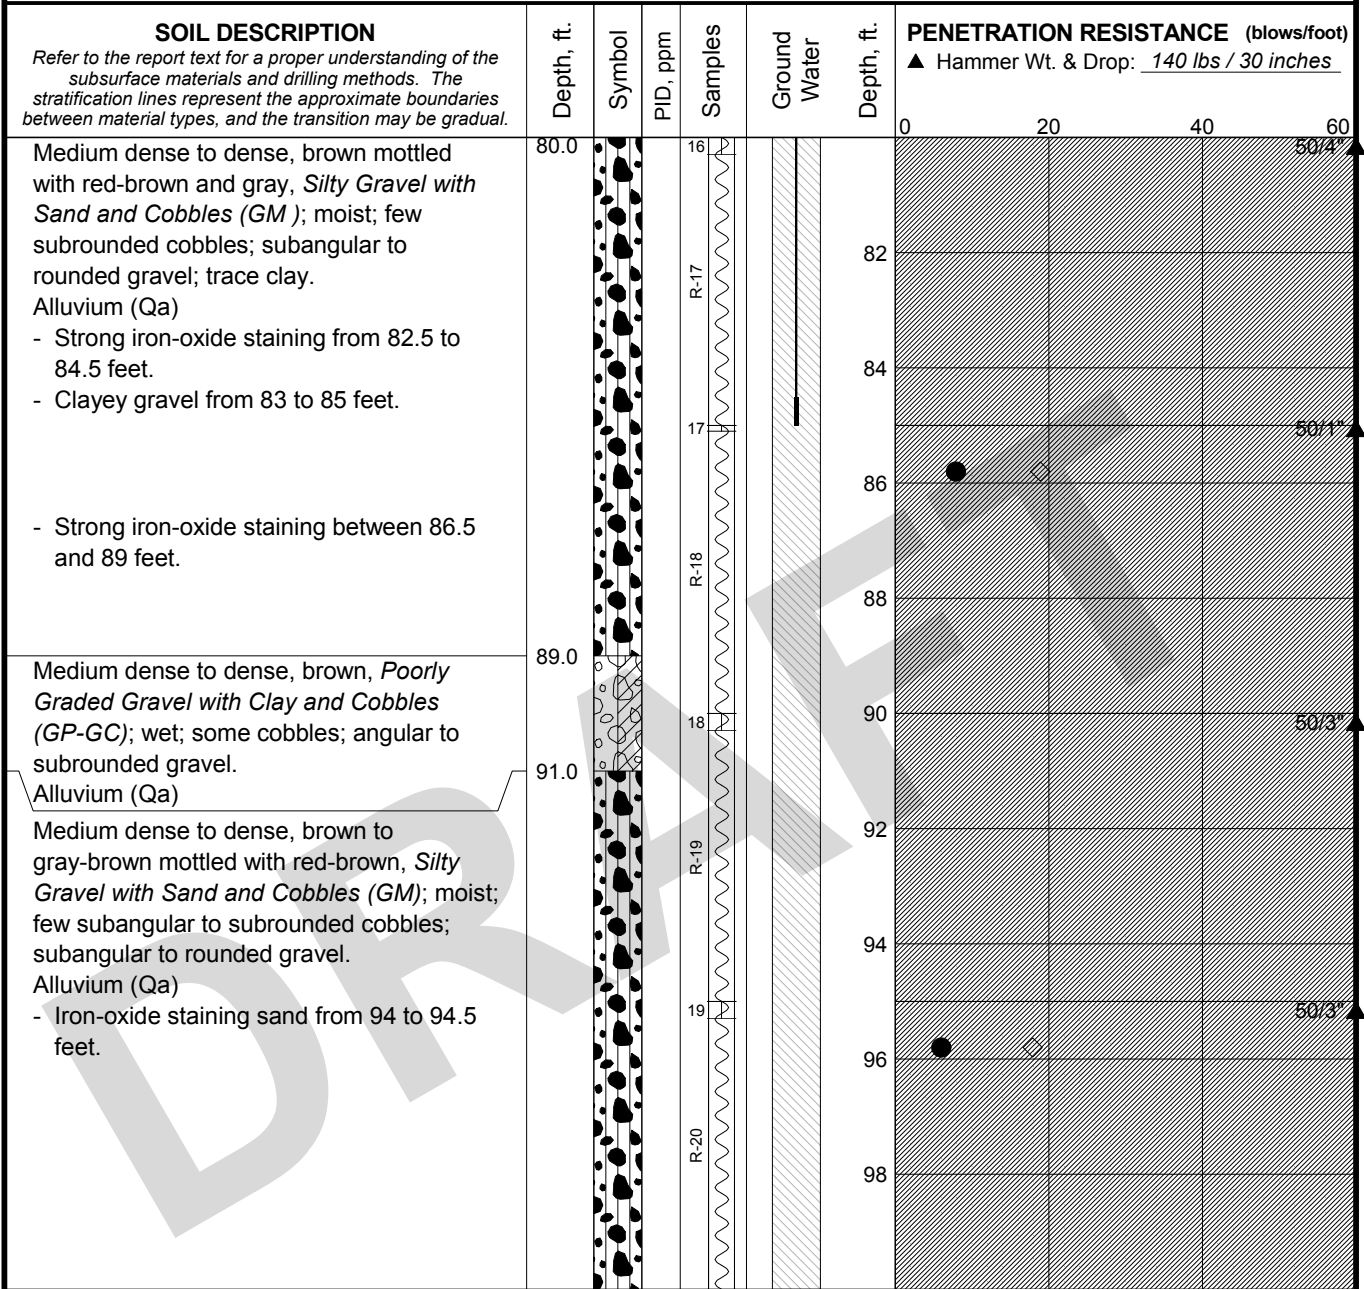 SOIL DESCRIPTION
Refer to the report text for a proper understanding of the
subsurface materials and drilling methods. The
stratification lines represent the approximate boundaries
between material types, and the transition may be gradual.
Depth, ft.
Symbol
PID, ppm
Samples
Ground
Water
Depth, ft.
PENETRATION RESISTANCE (blows/foot)
▲ Hammer Wt. & Drop: 140 lbs / 30 inches
0 20 40 60
Medium dense to dense, brown mottled
with red-brown and gray, Silty Gravel with
Sand and Cobbles (GM ); moist; few
subrounded cobbles; subangular to
rounded gravel; trace clay.
Alluvium (Qa)
- Strong iron-oxide staining from 82.5 to
84.5 feet.
- Clayey gravel from 83 to 85 feet.
- Strong iron-oxide staining between 86.5
and 89 feet.
Medium dense to dense, brown, Poorly
Graded Gravel with Clay and Cobbles
(GP-GC); wet; some cobbles; angular to
subrounded gravel.
Alluvium (Qa)
Medium dense to dense, brown to
gray-brown mottled with red-brown, Silty
Gravel with Sand and Cobbles (GM); moist;
few subangular to subrounded cobbles;
subangular to rounded gravel.
Alluvium (Qa)
- Iron-oxide staining sand from 94 to 94.5
feet.
80.0
89.0
91.0
16
R-17
17
R-18
18
R-19
19
R-20
82
84
86
88
90
92
94
96
98
50/4"
50/1"
50/3"
50/3"
DRAFT